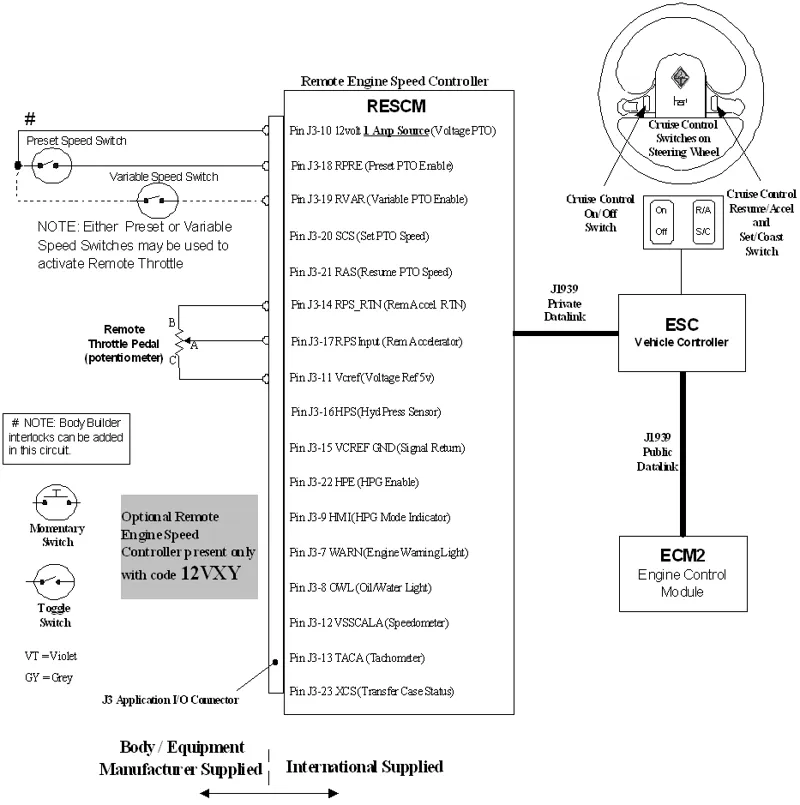 Remote Engine Speed Controller
RESCM
#
Preset Speed Switch
Variable Speed Switch
NOTE: Either Preset or Variable
Speed Switches may be used to
activate Remote Throttle
Pin J3-10 12volt 1 Amp Source (Voltage PTO)
Pin J3-18 RPRE (Preset PTO Enable)
Pin J3-19 RVAR (Variable PTO Enable)
Pin J3-20 SCS (Set PTO Speed)
Pin J3-21 RAS (Resume PTO Speed)
Pin J3-14 RPS_RTN (Rem Accel RTN)
Pin J3-17 RPS Input (Rem Accelerator)
Pin J3-11 Vcref (Voltage Ref 5v)
Pin J3-16 HPS (Hyd Press Sensor)
Pin J3-15 VCREF GND (Signal Return)
Pin J3-22 HPE (HPG Enable)
Pin J3-9 HMI (HPG Mode Indicator)
Pin J3-7 WARN (Engine Warning Light)
Pin J3-8 OWL (Oil/Water Light)
Pin J3-12 VSSCALA (Speedometer)
Pin J3-13 TACA (Tachometer)
Pin J3-23 XCS (Transfer Case Status)
Remote
Throttle Pedal
(potentiometer)
B
A
C
# NOTE: Body Builder
interlocks can be added
in this circuit.
Momentary
Switch
Toggle
Switch
VT = Violet
GY = Grey
Optional Remote
Engine Speed
Controller present only
with code 12VXY
J3 Application I/O Connector
Body / Equipment
Manufacturer Supplied
International Supplied
Cruise Control
Switches on
Steering Wheel
Cruise Control
On/Off
Switch
On
Off
R/A
S/C
Cruise Control
Resume/Accel
and
Set/Coast
Switch
J1939
Private
Datalink
ESC
Vehicle Controller
J1939
Public
Datalink
ECM2
Engine Control
Module